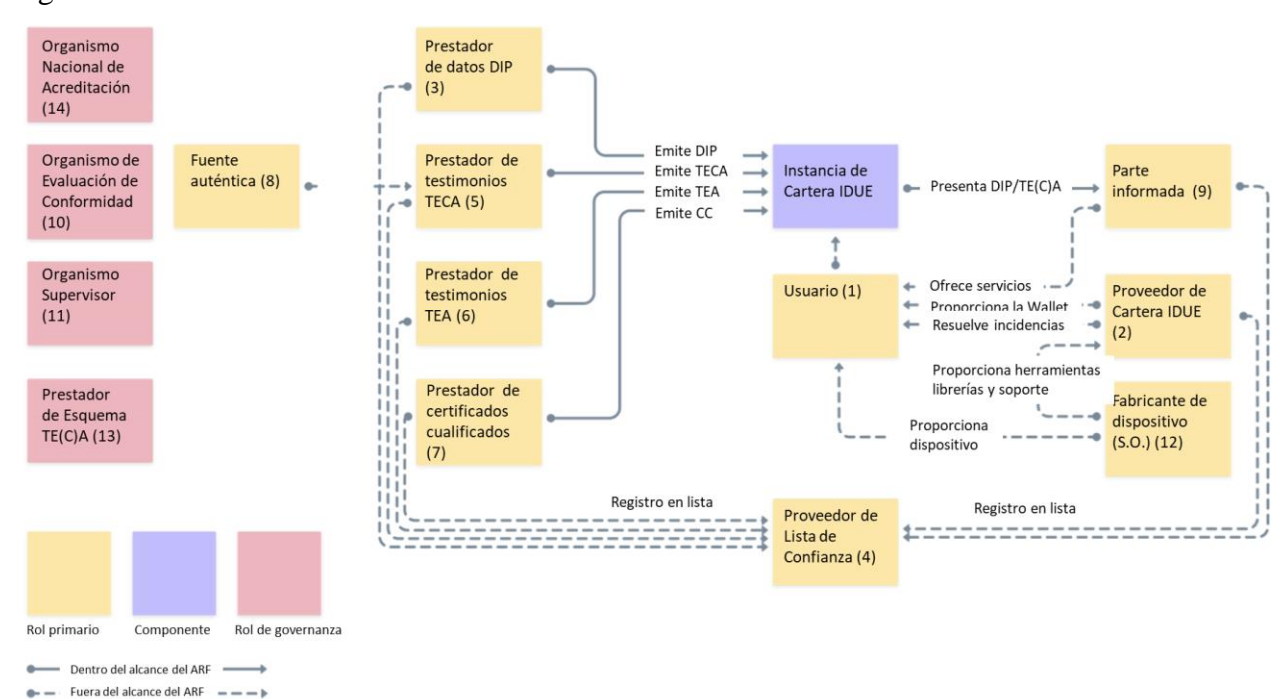 Organismo
Nacional de
Acreditación
(14)
Organismo de
Evaluación de
Conformidad
(10)
Organismo
Supervisor
(11)
Prestador
de Esquema
TE(C)A (13)
Fuente
auténtica (8)
Prestador
de datos DIP
(3)
Prestador de
testimonios
TECA (5)
Prestador de
testimonios
TEA (6)
Prestador de
certificados
cualificados
(7)
Emite DIP
Emite TECA
Emite TEA
Emite CC
Instancia de
Cartera IDUE
Presenta DIP/TE(C)A
Parte
informada (9)
Usuario (1)
Ofrece servicios
Proporciona la Wallet
Resuelve incidencias
Proveedor de
Cartera IDUE
(2)
Proporciona herramientas
librerías y soporte
Proporciona
dispositivo
Fabricante de
dispositivo
(S.O.) (12)
Registro en lista
Proveedor de
Lista de
Confianza (4)
Registro en lista
Rol primario
Componente
Rol de governanza
Dentro del alcance del ARF
Fuera del alcance del ARF